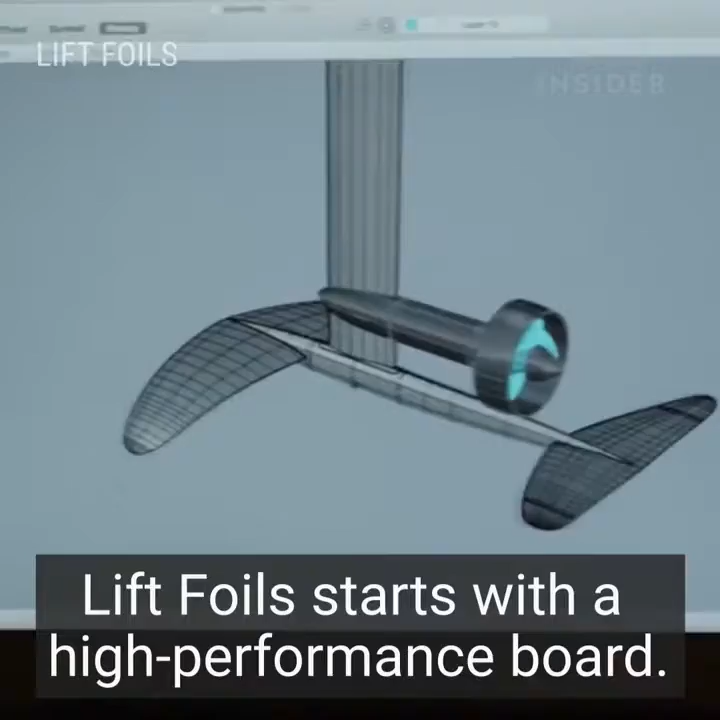 LIFT FOILS
INSIDER
Lift Foils starts with a
high-performance board.